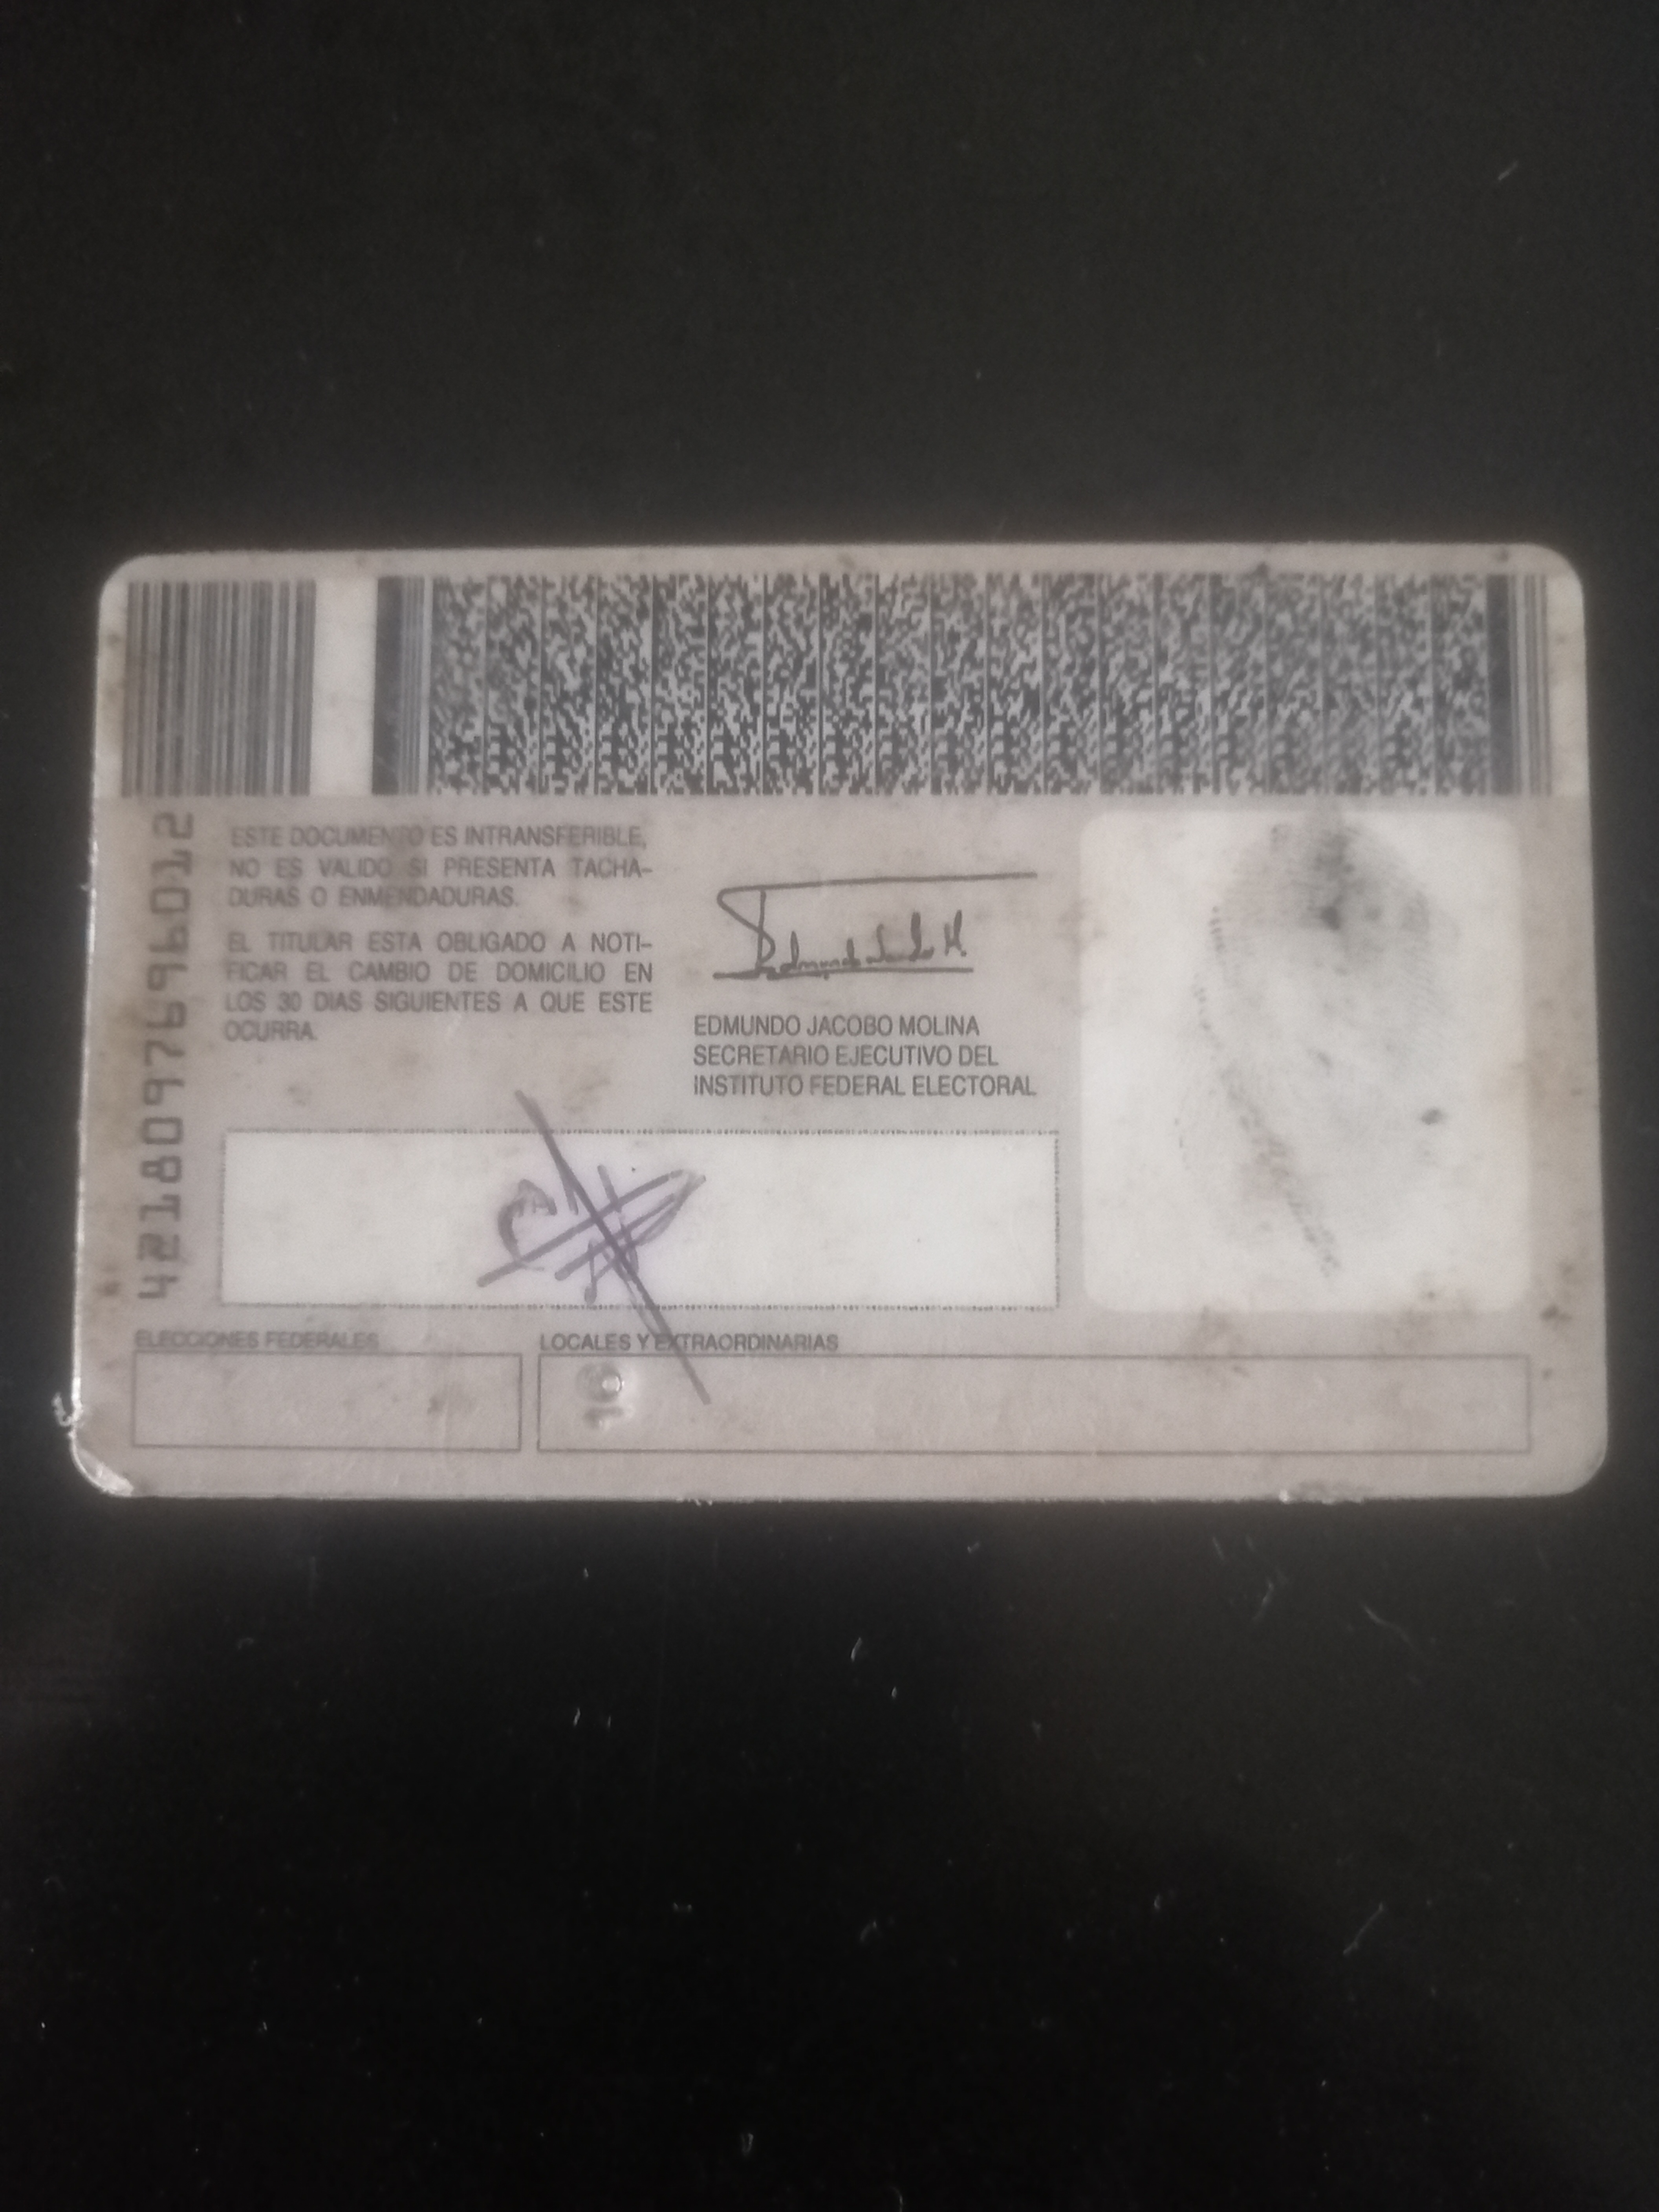 4218097696012
ESTE DOCUMENTO ES INTRANSFERIBLE,
NO ES VALIDO SI PRESENTA TACHA-
DURAS O ENMENDADURAS.
EL TITULAR ESTA OBLIGADO A NOTI-
FICAR EL CAMBIO DE DOMICILIO EN
LOS 30 DIAS SIGUIENTES A QUE ESTE
OCURRA.
EDMUNDO JACOBO MOLINA
SECRETARIO EJECUTIVO DEL
INSTITUTO FEDERAL ELECTORAL
ELECCIONES FEDERALES
LOCALES Y EXTRAORDINARIAS